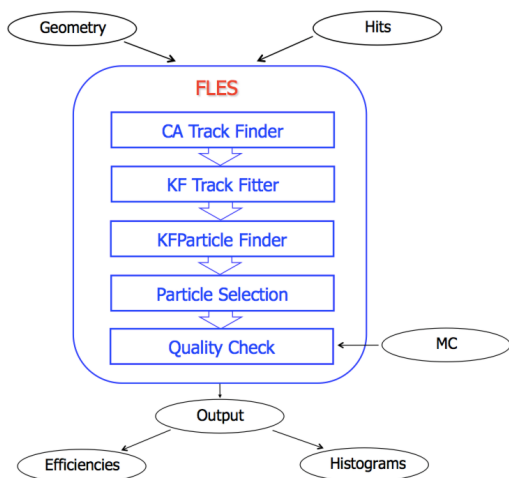 Geometry
Hits
FLES
CA Track Finder
KF Track Fitter
KFParticle Finder
Particle Selection
Quality Check
MC
Output
Efficiencies
Histograms